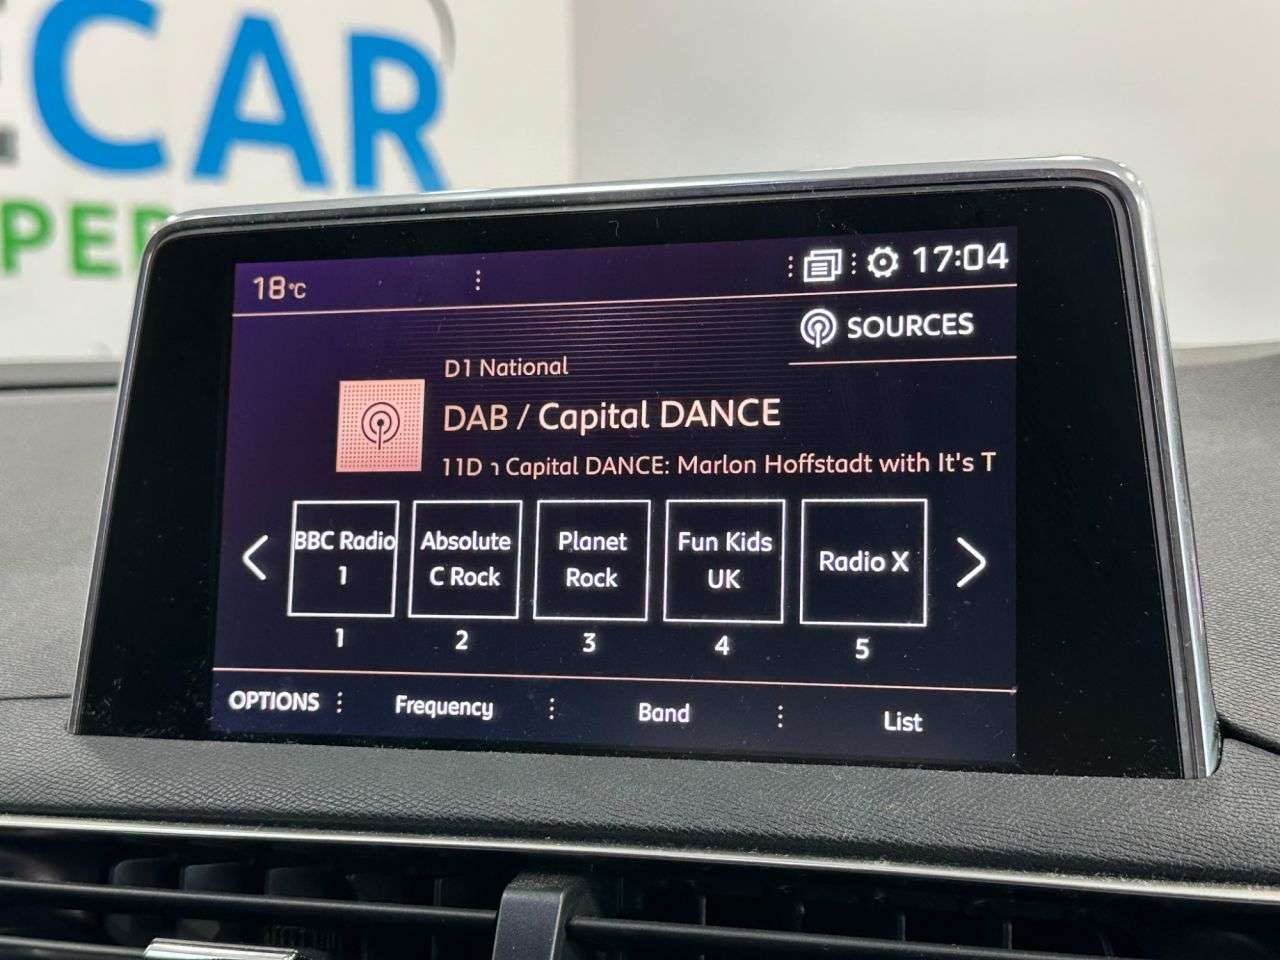 CAR
PER
18°C
17:04
SOURCES
D1 National
DAB / Capital DANCE
11D ı Capital DANCE: Marlon Hoffstadt with It's T
BBC Radio
1
Absolute
C Rock
Planet
Rock
Fun Kids
UK
Radio X
1
2
3
4
5
OPTIONS
Frequency
Band
List